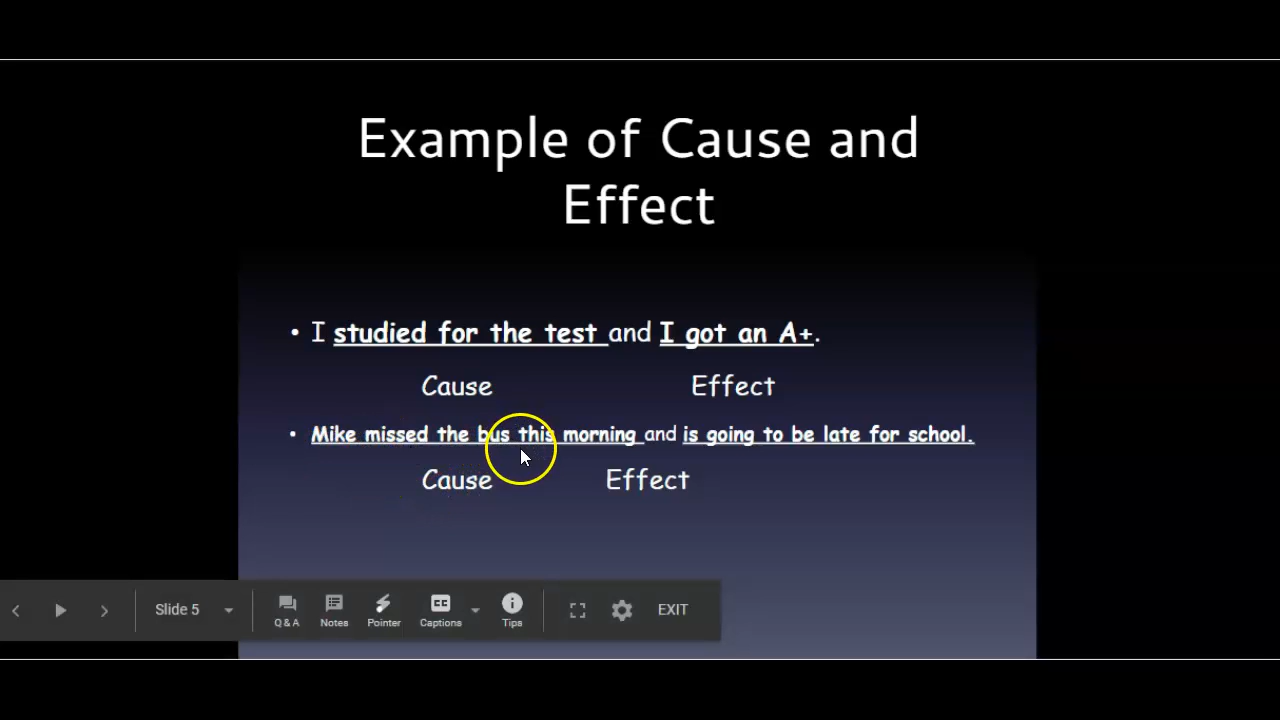 Example of Cause and
Effect
• I studied for the test and I got an A+.
Cause Effect
• Mike missed the bus this morning and is going to be late for school.
Cause Effect
Slide 5
Q & A Notes Pointer Captions Tips EXIT
CC